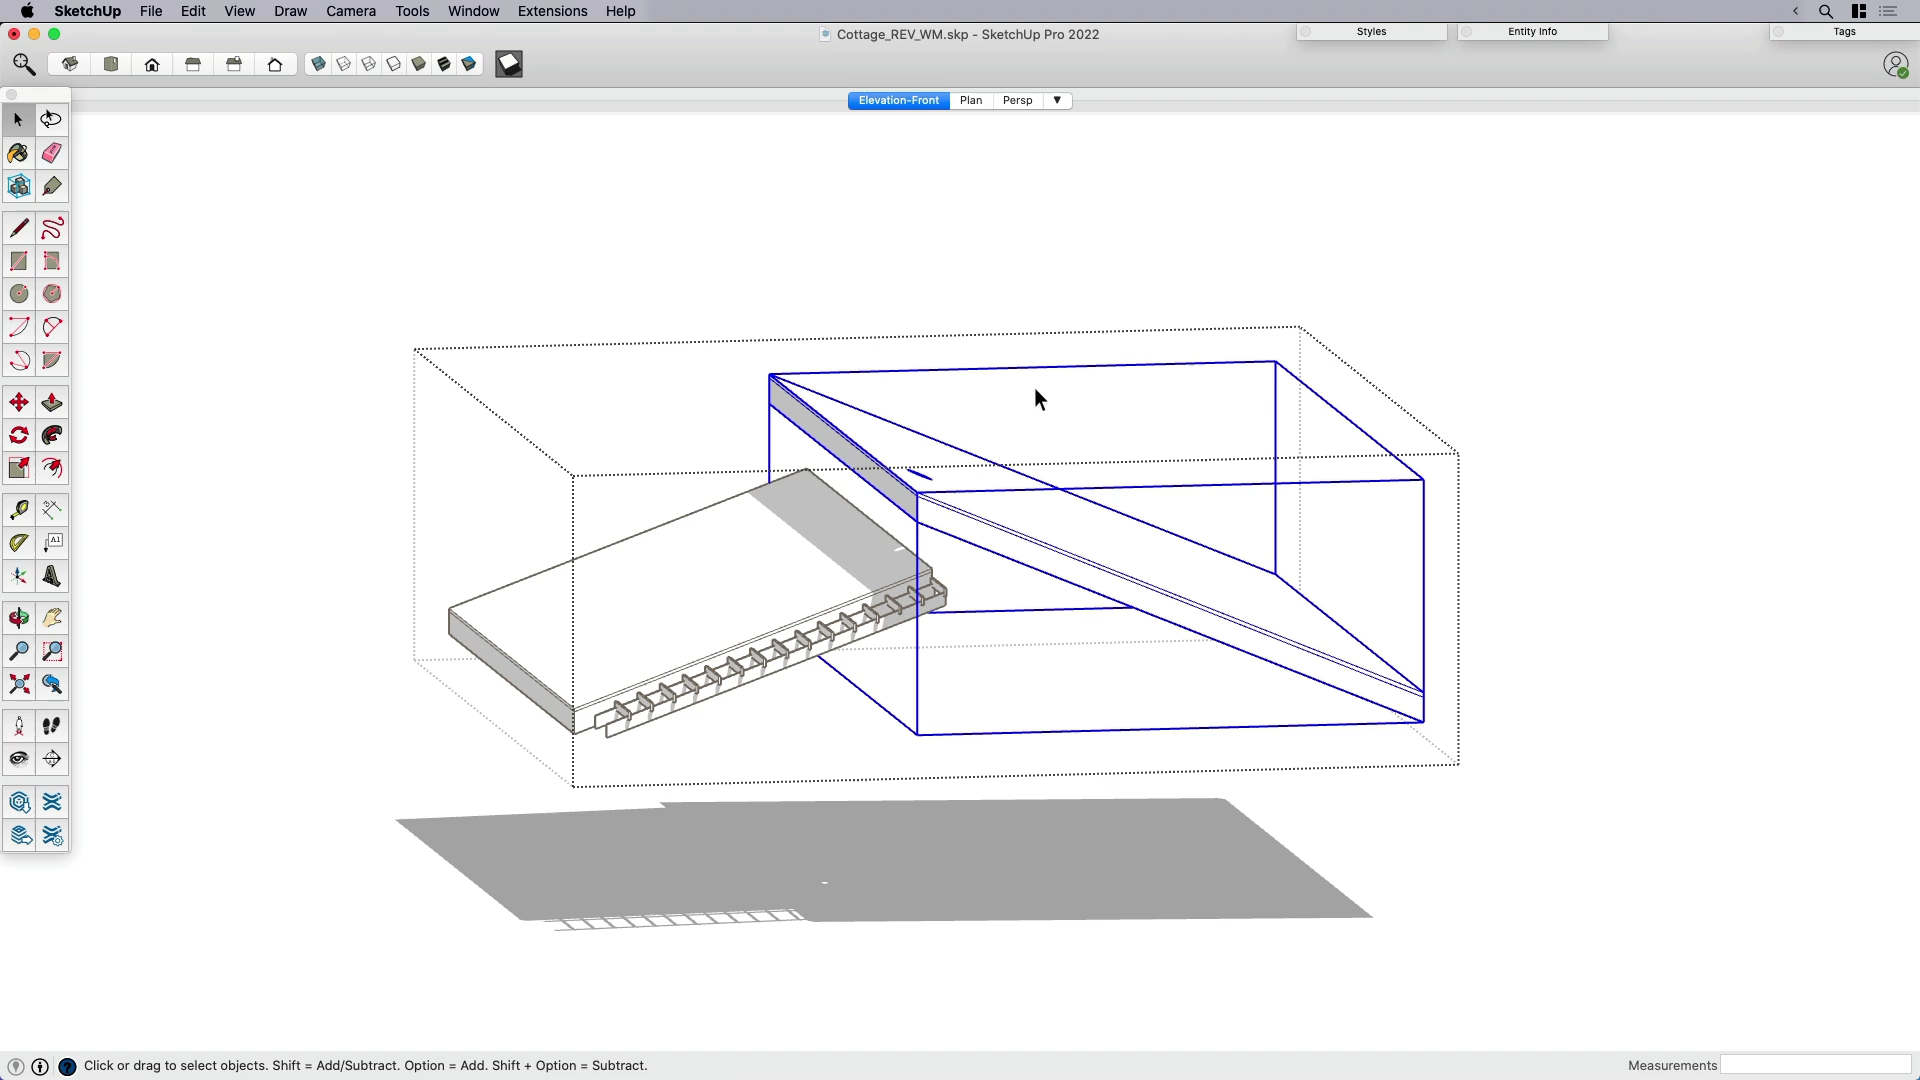 SketchUp File Edit View Draw Camera Tools Window Extensions Help
Cottage_REV_WM.skp - SketchUp Pro 2022
Styles
Entity Info
Tags
Elevation-Front Plan Persp
A1
Click or drag to select objects. Shift = Add/Subtract. Option = Add. Shift + Option = Subtract.
Measurements